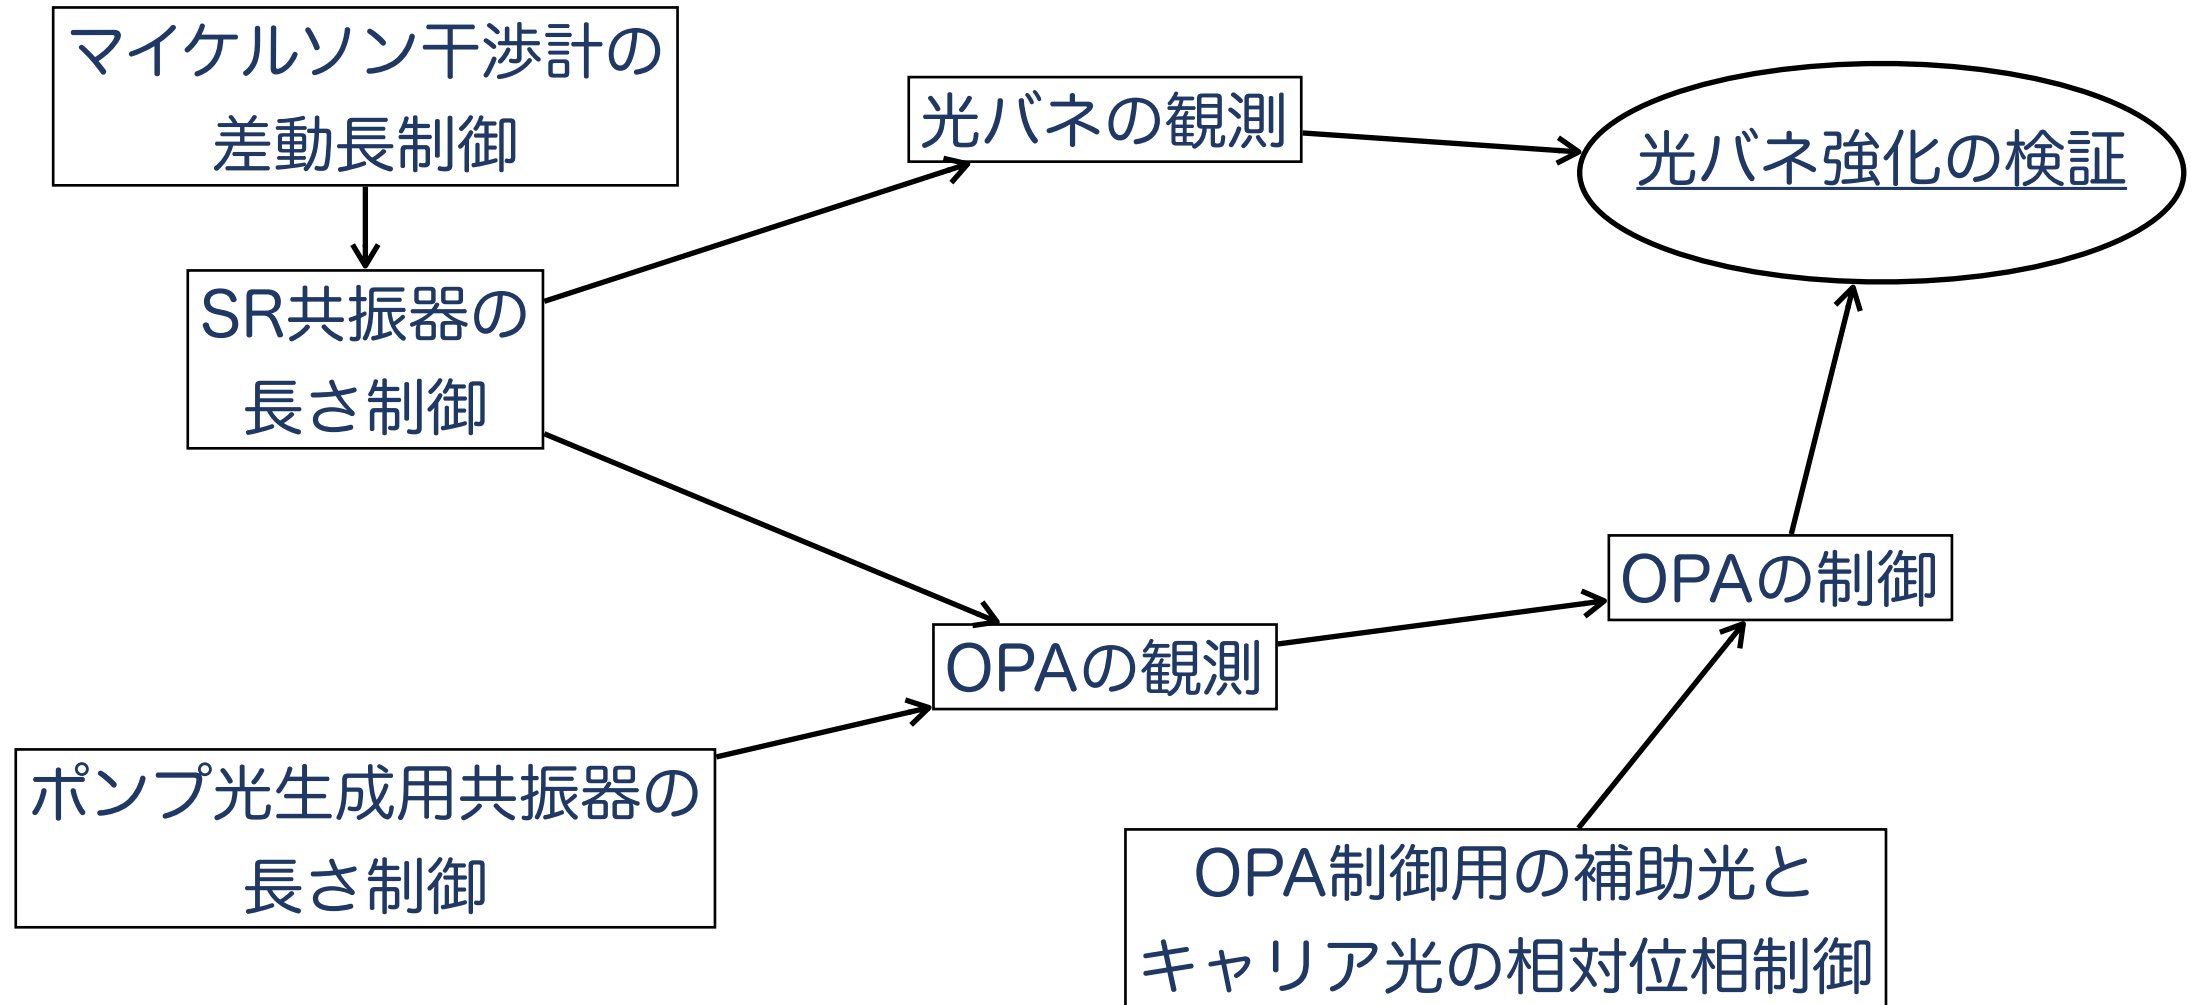 マイケルソン干渉計の
差動長制御
光バネの観測
光バネ強化の検証
SR共振器の
長さ制御
OPAの制御
OPAの観測
ポンプ光生成用共振器の
長さ制御
OPA制御用の補助光と
キャリア光の相対位相制御